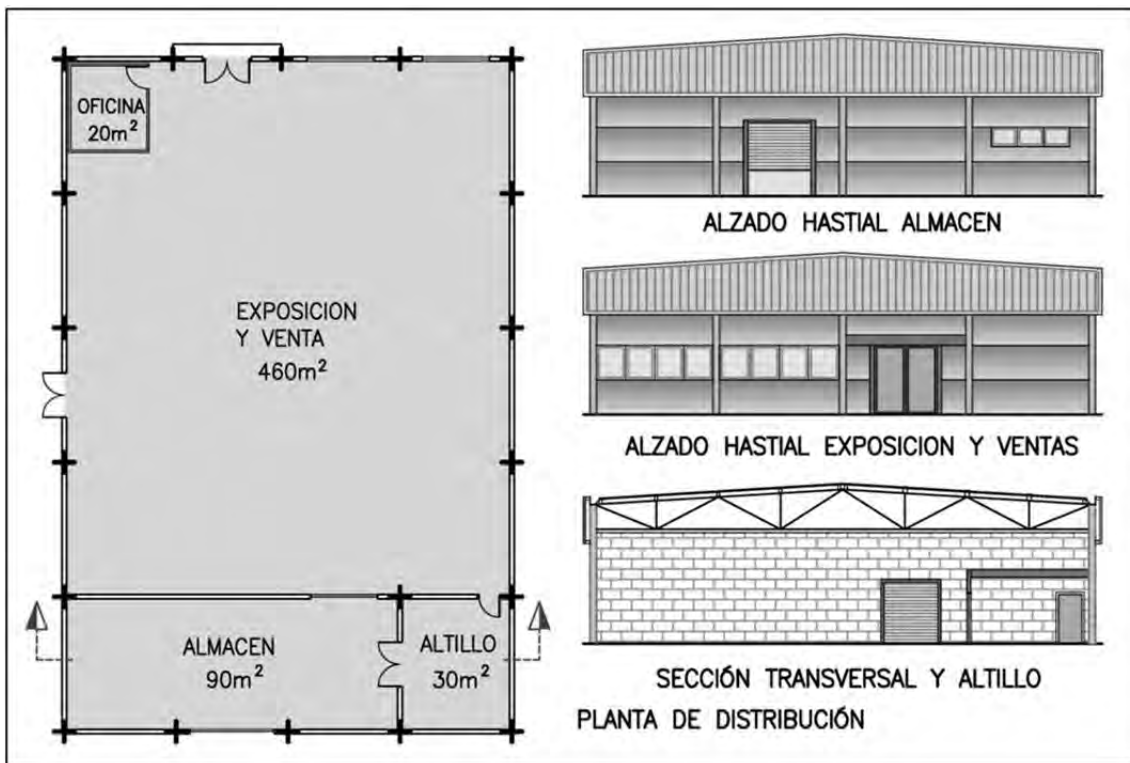 OFICINA
20m²
EXPOSICION
Y VENTA
460m²
ALMACEN
90m²
ALTILLO
30m²
ALZADO HASTIAL ALMACEN
ALZADO HASTIAL EXPOSICION Y VENTAS
SECCIÓN TRANSVERSAL Y ALTILLO
PLANTA DE DISTRIBUCIÓN